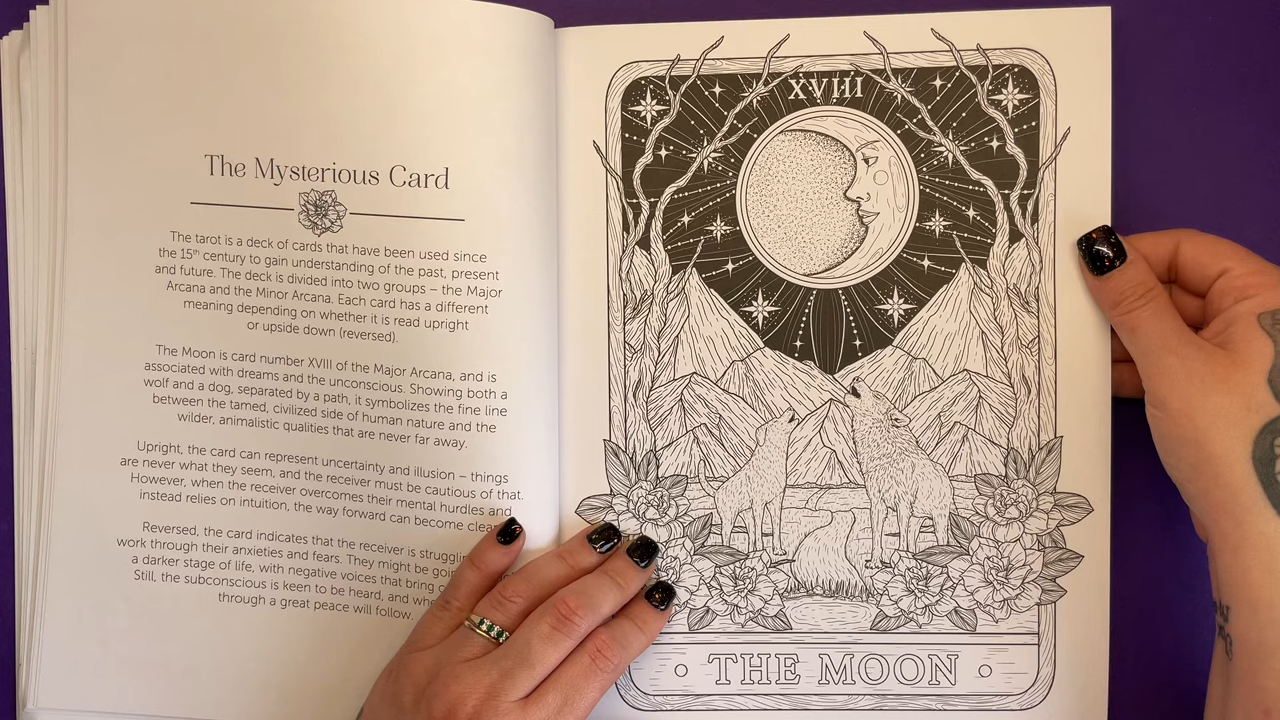 The Mysterious Card
The tarot is a deck of cards that have been used since
the 15th century to gain understanding of the past, present
and future. The deck is divided into two groups – the Major
Arcana and the Minor Arcana. Each card has a different
meaning depending on whether it is read upright
or upside down (reversed).
The Moon is card number XVIII of the Major Arcana, and is
associated with dreams and the unconscious. Showing both a
wolf and a dog, separated by a path, it symbolizes the fine line
between the tamed, civilized side of human nature and the
wilder, animalistic qualities that are never far away.
Upright, the card can represent uncertainty and illusion – things
are never what they seem, and the receiver must be cautious of that.
However, when the receiver overcomes their mental hurdles and
instead relies on intuition, the way forward can become
Reversed, the card indicates that the receiver is
work through their anxieties and fears. They might be
a darker stage of life, with negative voices that bring
Still, the subconscious is keen to be heard, and
through a great peace will follow.
XVIII
THE MOON